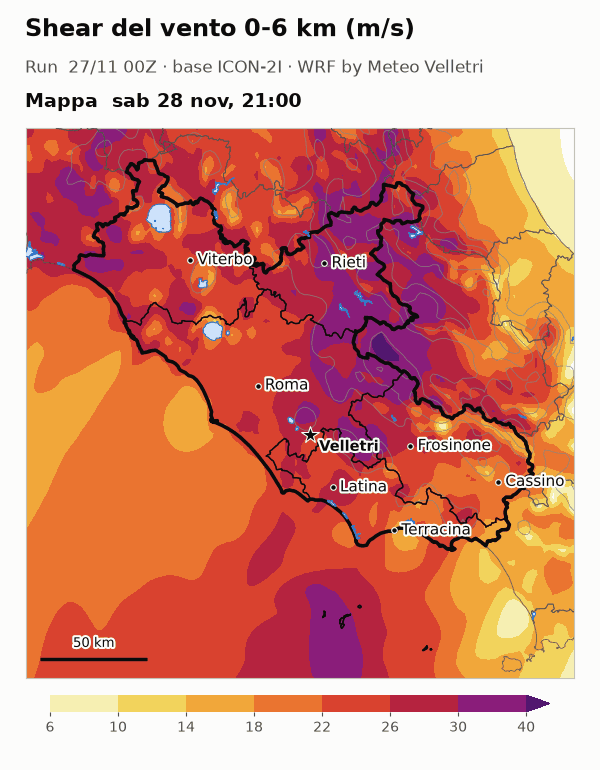 Shear del vento 0-6 km (m/s)
Run  27/11 00Z · base ICON-2I · WRF by Meteo Velletri
Mappa  sab 28 nov, 21:00
Viterbo
Rieti
Roma
Velletri
Frosinone
Latina
Cassino
Terracina
50 km
6 10 14 18 22 26 30 40